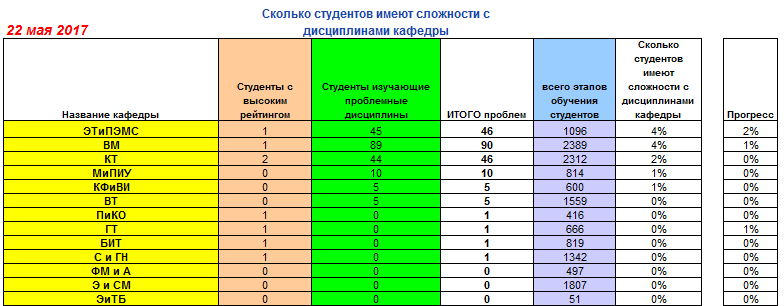 Сколько студентов имеют сложности с
22 мая 2017 дисциплинами кафедры
Название кафедры Студенты с высоким рейтингом Студенты изучающие проблемные дисциплины ИТОГО проблем всего этапов обучения студентов Сколько студентов имеют сложности с дисциплинами кафедры Прогресс
ЭТиПЭМС 1 45 46 1096 4% 2%
ВМ 1 89 90 2389 4% 1%
КТ 2 44 46 2312 2% 0%
МиПИУ 0 10 10 814 1% 0%
КФиВИ 0 5 5 600 1% 0%
ВТ 0 5 5 1559 0% 0%
ПиКО 1 0 1 416 0% 0%
ГТ 1 0 1 666 0% 1%
БИТ 1 0 1 819 0% 0%
С и ГН 1 0 1 1342 0% 0%
ФМ и А 0 0 0 497 0% 0%
Э и СМ 0 0 0 1807 0% 0%
ЭиТБ 0 0 0 51 0% 0%